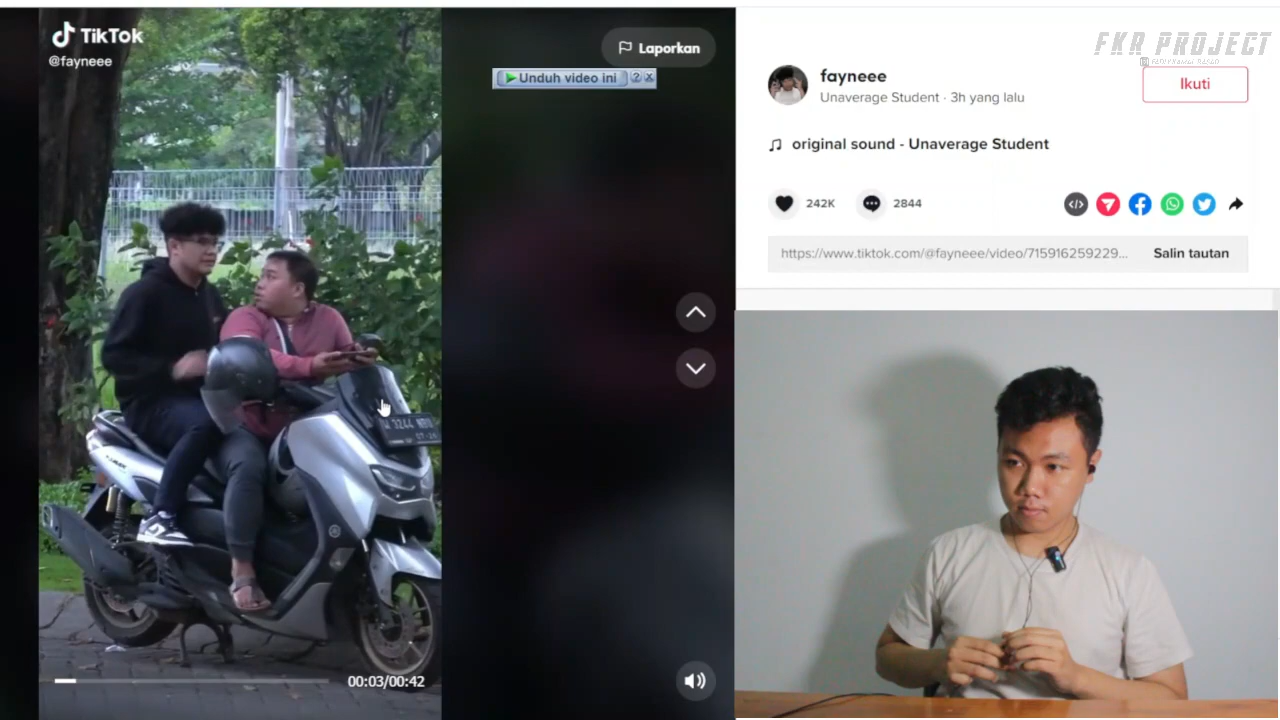 TikTok
@fayneee
Laporkan
Unduh video ini
00:03/00:42
FKR PROJECT
fayneee
Unaverage Student · 3h yang lalu
Ikuti
original sound - Unaverage Student
242K
2844
https://www.tiktok.com/@fayneee/video/715916259229...
Salin tautan